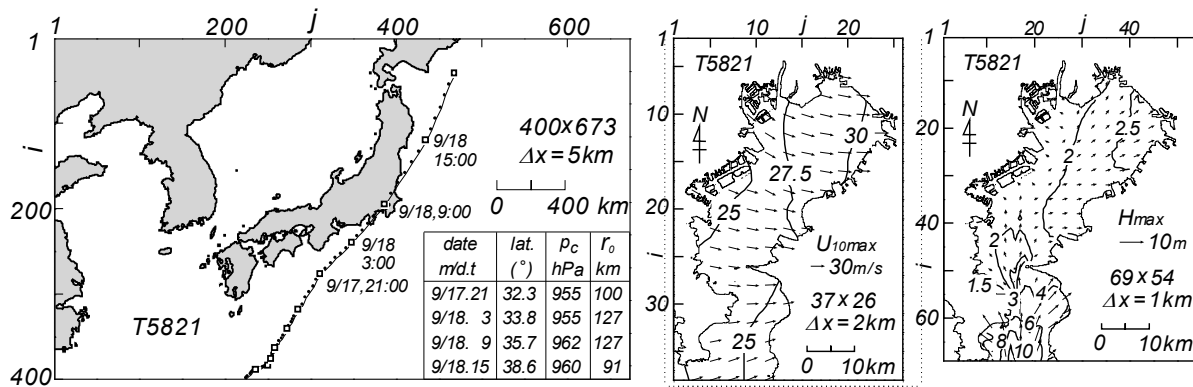 1 200 j 400 600
1
i
200
400
9/18
15:00
400x673
Δx = 5km
0 400 km
9/18,9:00
9/18
3:00
9/17,21:00
T5821
date lat. pc r0
m/d.t (°) hPa km
9/17.21 32.3 955 100
9/18. 3 33.8 955 127
9/18. 9 35.7 962 127
9/18.15 38.6 960 91
1 10 j 20
1
10
20
i
30
T5821
N
30
27.5
25
25
U10max
30m/s
37x26
Δx = 2km
0 10km
1 20 j 40
1
20
40
i
60
T5821
N
2.5
2
2
1.5
3
4
6
8
10
Hmax
10m
69x54
Δx = 1km
0 10km